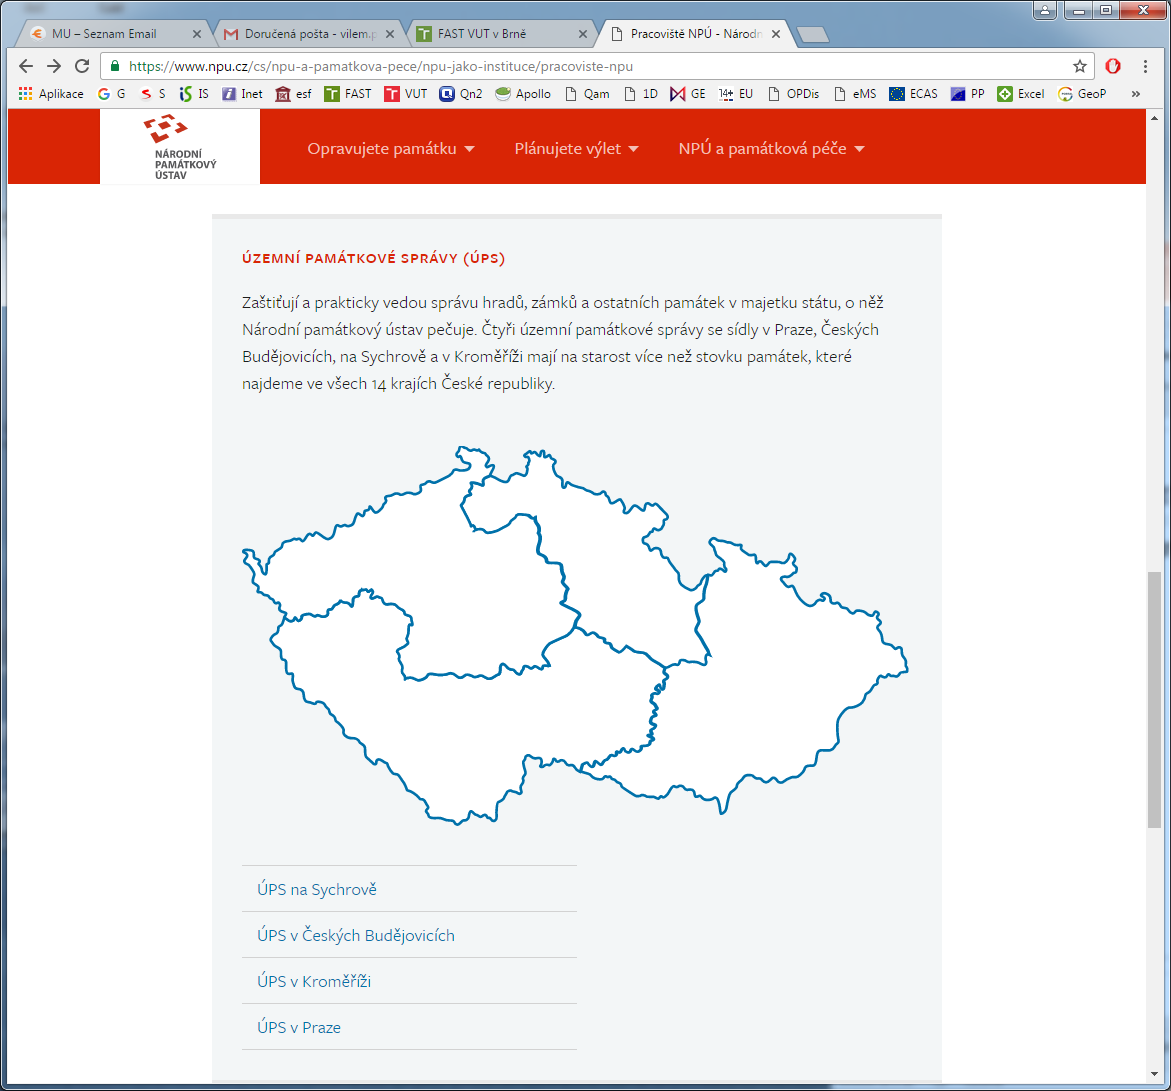 MU – Seznam Email
Doručená pošta - vilem.p
FAST VUT v Brně
Pracoviště NPÚ - Národn
https://www.npu.cz/cs/npu-a-pamatkova-pece/npu-jako-instituce/pracoviste-npu
Aplikace G S IS Inet esf FAST VUT Qn2 Apollo Qam 1D GE EU OPDis eMS ECAS PP Excel GeoP »
NÁRODNÍ
PAMÁTKOVÝ
ÚSTAV
Opravujete památku Plánujete výlet NPÚ a památková péče
ÚZEMNÍ PAMÁTKOVÉ SPRÁVY (ÚPS)
Zaštiťují a prakticky vedou správu hradů, zámků a ostatních památek v majetku státu, o něž
Národní památkový ústav pečuje. Čtyři územní památkové správy se sídly v Praze, Českých
Budějovicích, na Sychrově a v Kroměříži mají na starost více než stovku památek, které
najdeme ve všech 14 krajích České republiky.
ÚPS na Sychrově
ÚPS v Českých Budějovicích
ÚPS v Kroměříži
ÚPS v Praze